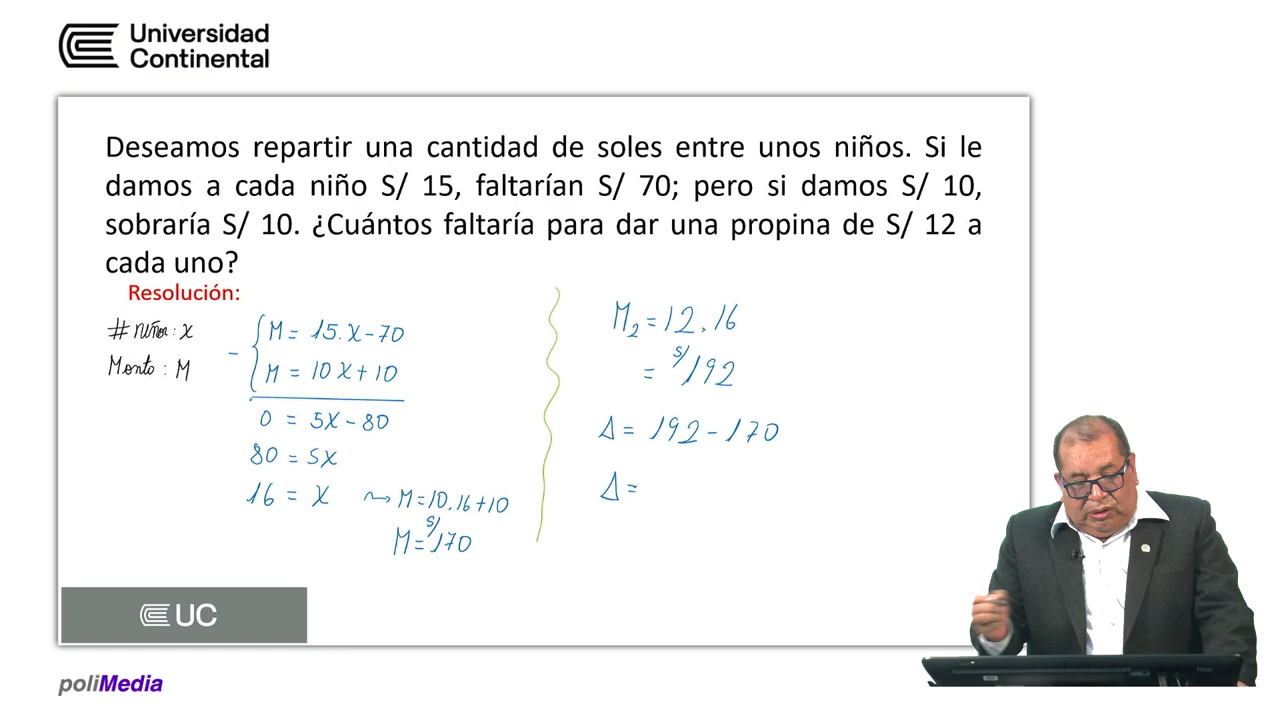 Universidad
Continental
Deseamos repartir una cantidad de soles entre unos niños. Si le
damos a cada niño S/ 15, faltarían S/ 70; pero si damos S/ 10,
sobraría S/ 10. ¿Cuántos faltaría para dar una propina de S/ 12 a
cada uno?
Resolución:
# niños: x
Monto: M
- { M = 15.x-70
M = 10x+10
0 = 5x-80
80 = 5x
16 = x ⤳ M=10.16+10
M = S/170
M₂ = 12.16
= S/192
Δ = 192-170
Δ =
UC
poliMedia